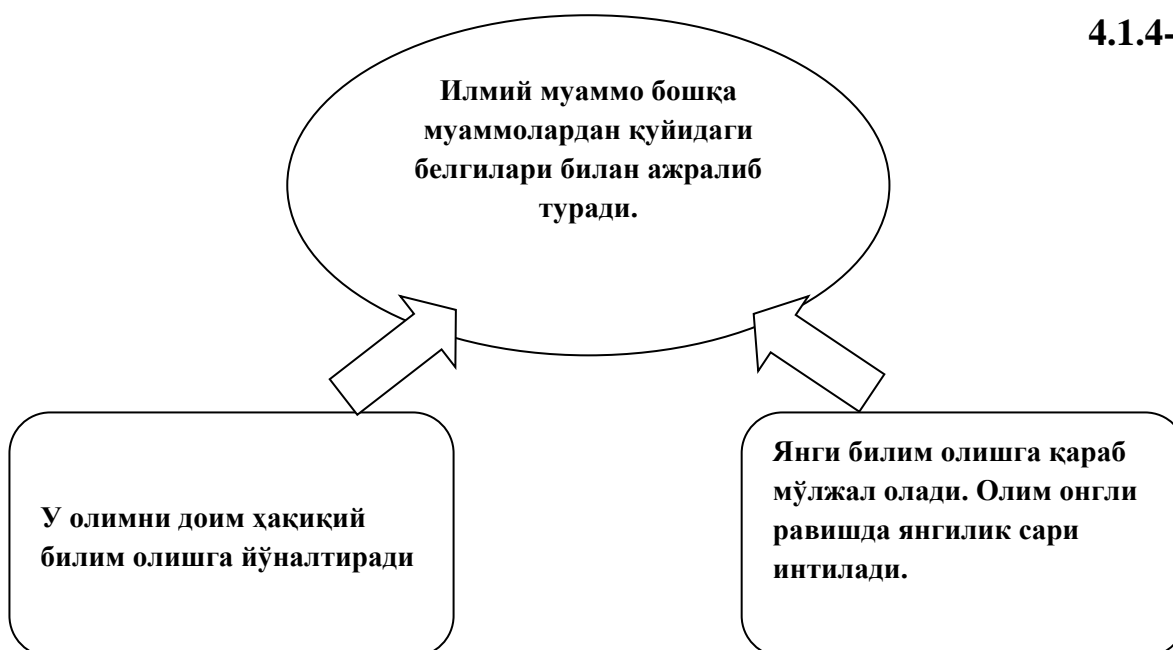 4.1.4-
Илмий муаммо бошқа
муаммолардан қуйидаги
белгилари билан ажралиб
туради.
У олимни доим ҳақиқий
билим олишга йўналтиради
Янги билим олишга қараб
мўлжал олади. Олим онгли
равишда янгилик сари
интилади.